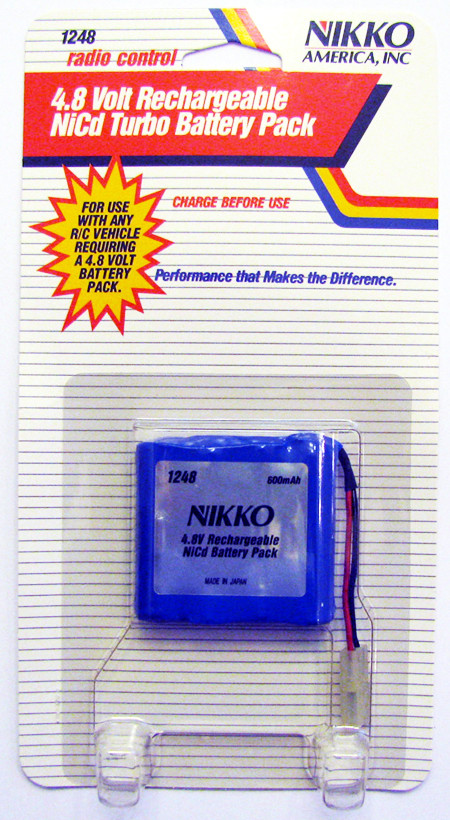 1248
radio control
NIKKO
AMERICA, INC
4.8 Volt Rechargeable
NiCd Turbo Battery Pack
FOR USE
WITH ANY
R/C VEHICLE
REQUIRING
A 4.8 VOLT
BATTERY
PACK.
CHARGE BEFORE USE
Performance that Makes the Difference.
1248
600mAh
NIKKO
4.8V Rechargeable
NiCd Battery Pack
MADE IN JAPAN